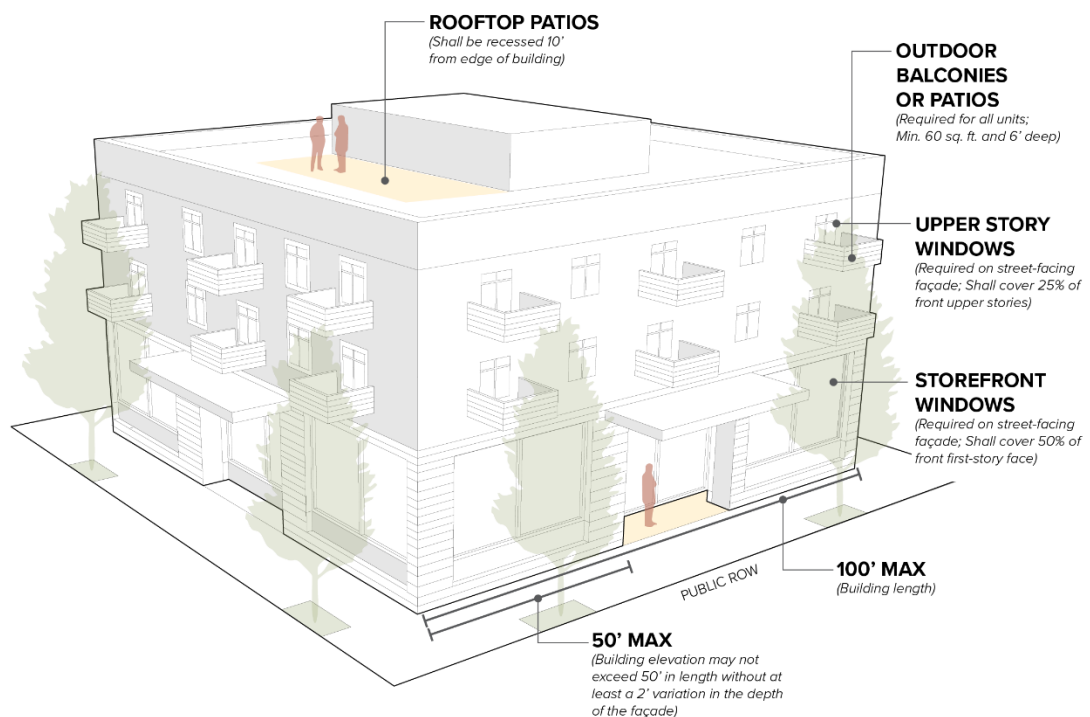 ROOFTOP PATIOS
(Shall be recessed 10'
from edge of building)
OUTDOOR
BALCONIES
OR PATIOS
(Required for all units;
Min. 60 sq. ft. and 6' deep)
UPPER STORY
WINDOWS
(Required on street-facing
façade; Shall cover 25% of
front upper stories)
STOREFRONT
WINDOWS
(Required on street-facing
façade; Shall cover 50% of
front first-story face)
100' MAX
(Building length)
PUBLIC ROW
50' MAX
(Building elevation may not
exceed 50' in length without at
least a 2' variation in the depth
of the façade)